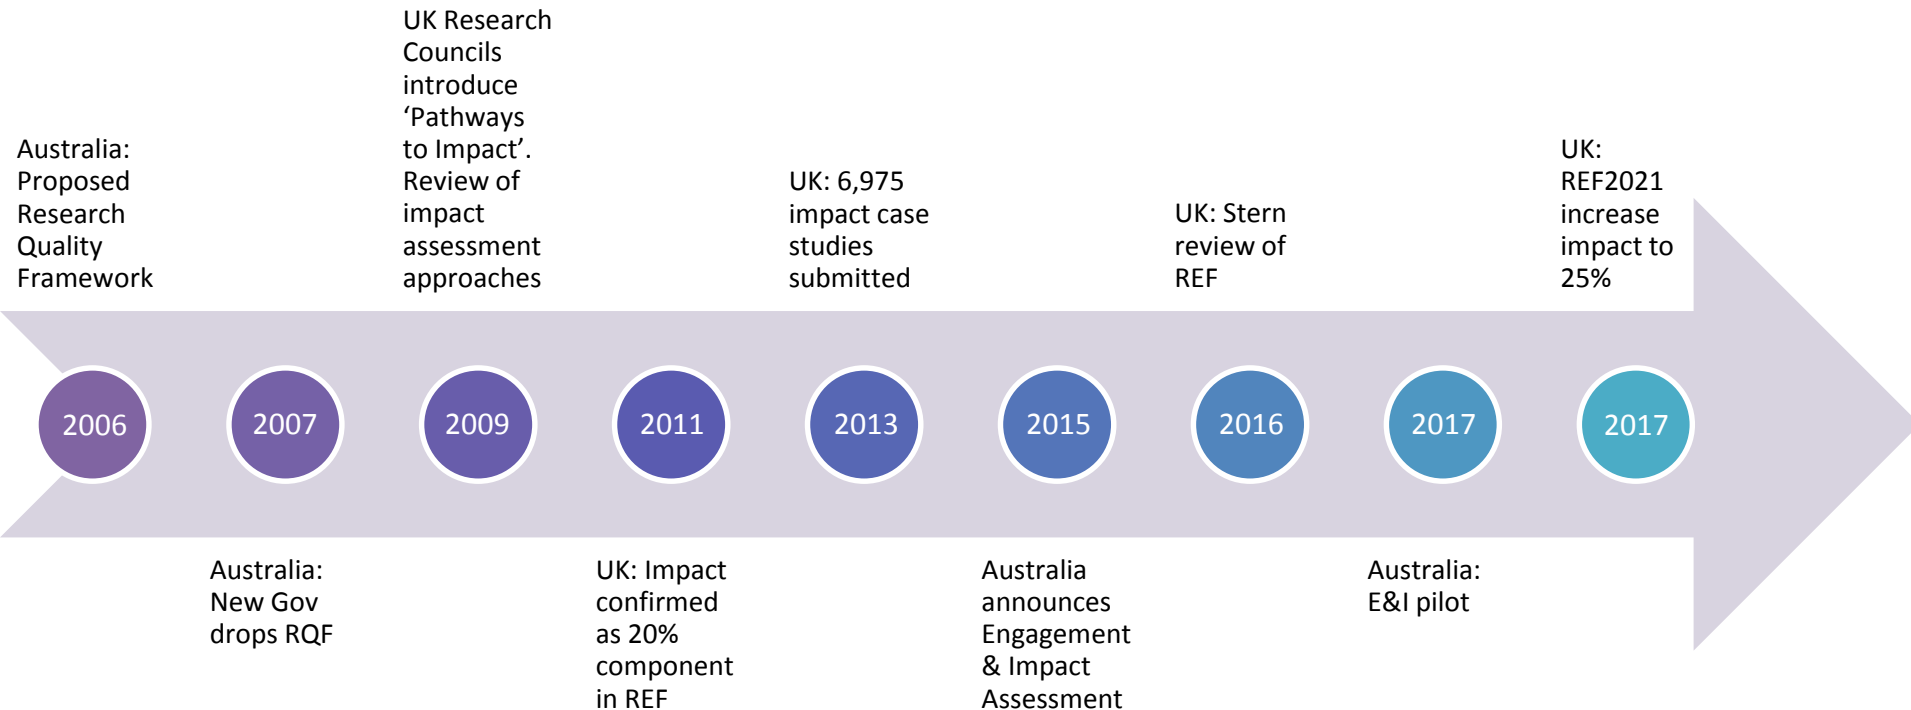 UK Research
Councils
introduce
‘Pathways
to Impact’.
Review of
impact
assessment
approaches
Australia:
Proposed
Research
Quality
Framework
UK: 6,975
impact case
studies
submitted
UK: Stern
review of
REF
UK:
REF2021
increase
impact to
25%
2006
2007
2009
2011
2013
2015
2016
2017
2017
Australia:
New Gov
drops RQF
UK: Impact
confirmed
as 20%
component
in REF
Australia
announces
Engagement
& Impact
Assessment
Australia:
E&I pilot